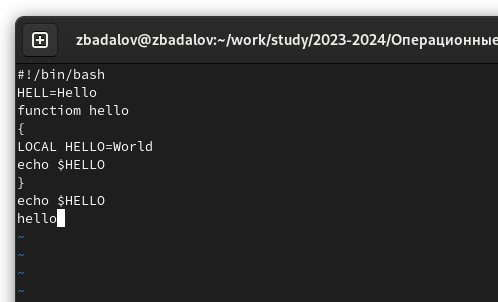 zbadalov@zbadalov:~/work/study/2023-2024/Операционные
#!/bin/bash
HELL=Hello
functiom hello
{
LOCAL HELLO=World
echo $HELLO
}
echo $HELLO
hello
~
~
~
~